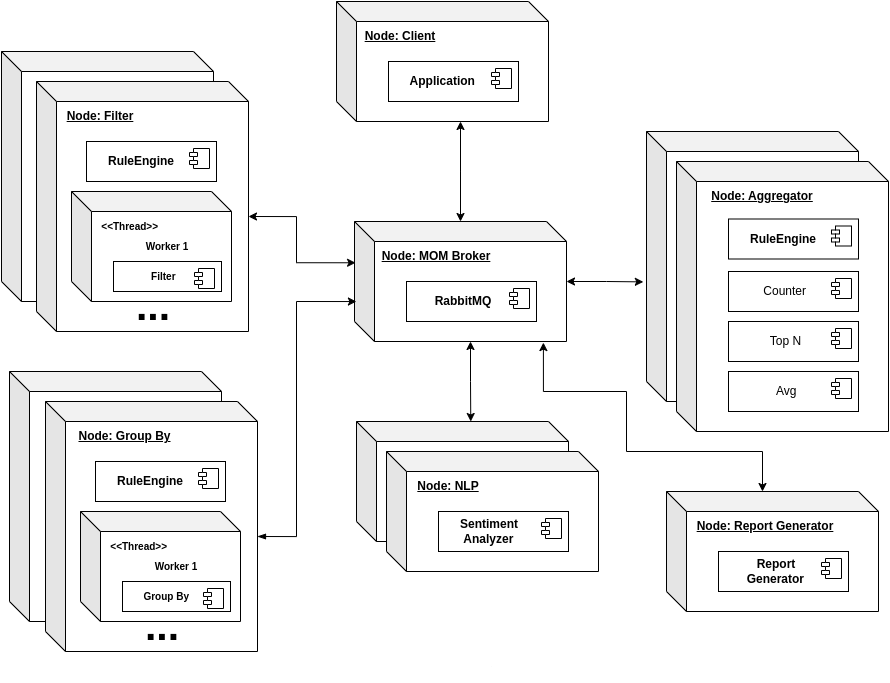 Node: Client
Application
Node: Filter
RuleEngine
<<Thread>>
Worker 1
Filter
Node: MOM Broker
RabbitMQ
Node: Aggregator
RuleEngine
Counter
Top N
Avg
Node: Group By
RuleEngine
<<Thread>>
Worker 1
Group By
Node: NLP
Sentiment
Analyzer
Node: Report Generator
Report
Generator